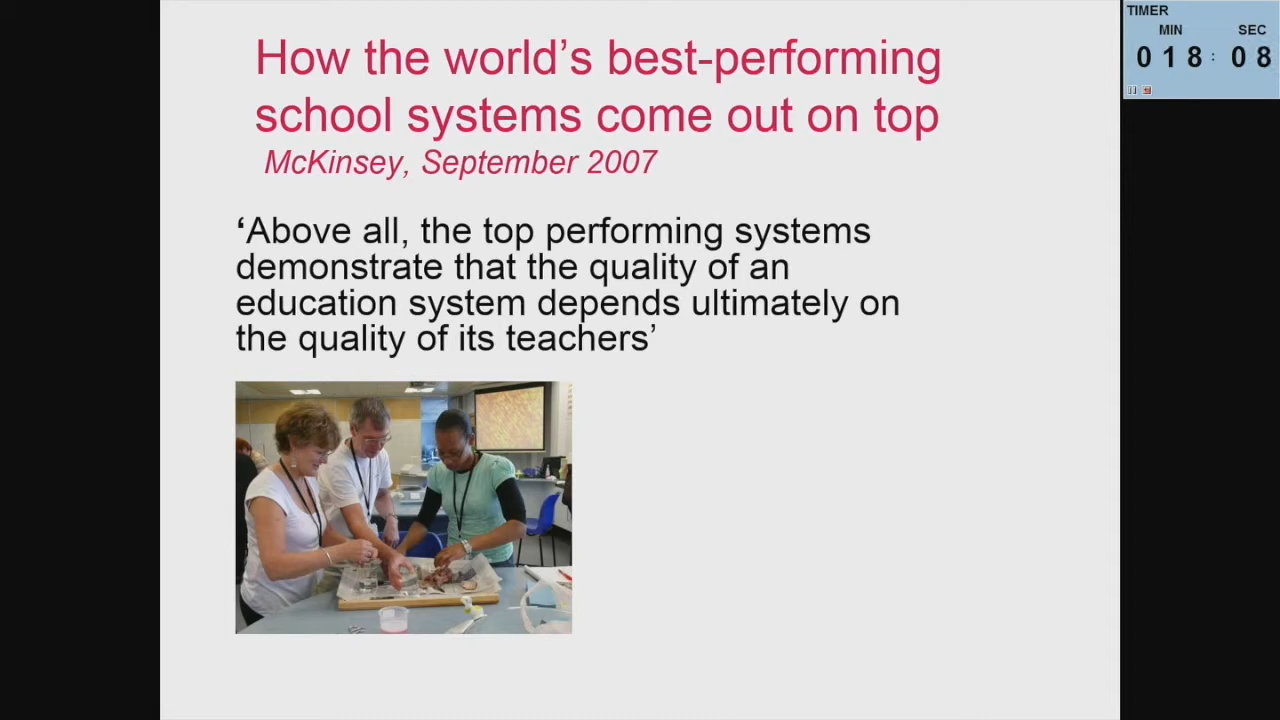 How the world’s best-performing
school systems come out on top
McKinsey, September 2007
‘Above all, the top performing systems
demonstrate that the quality of an
education system depends ultimately on
the quality of its teachers’
TIMER
MIN SEC
018:08